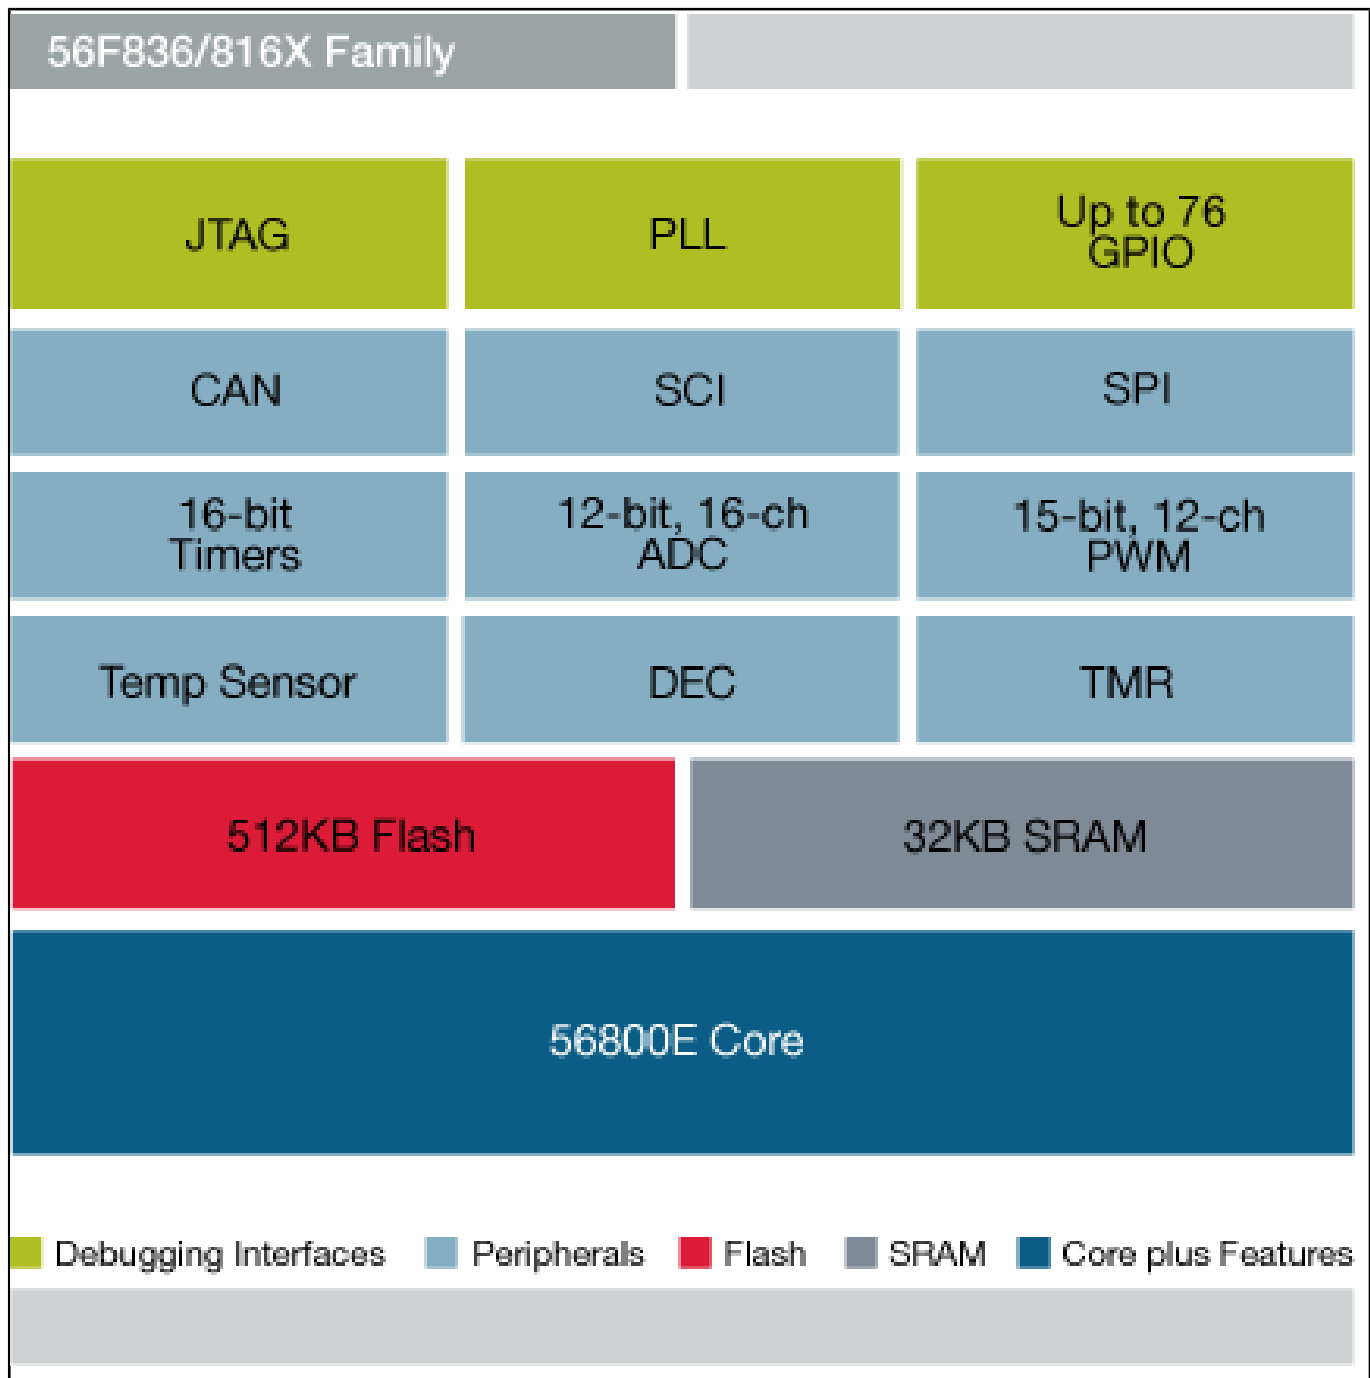 56F836/816X Family
JTAG
PLL
Up to 76
GPIO
CAN
SCI
SPI
16-bit
Timers
12-bit, 16-ch
ADC
15-bit, 12-ch
PWM
Temp Sensor
DEC
TMR
512KB Flash
32KB SRAM
56800E Core
Debugging Interfaces
Peripherals
Flash
SRAM
Core plus Features